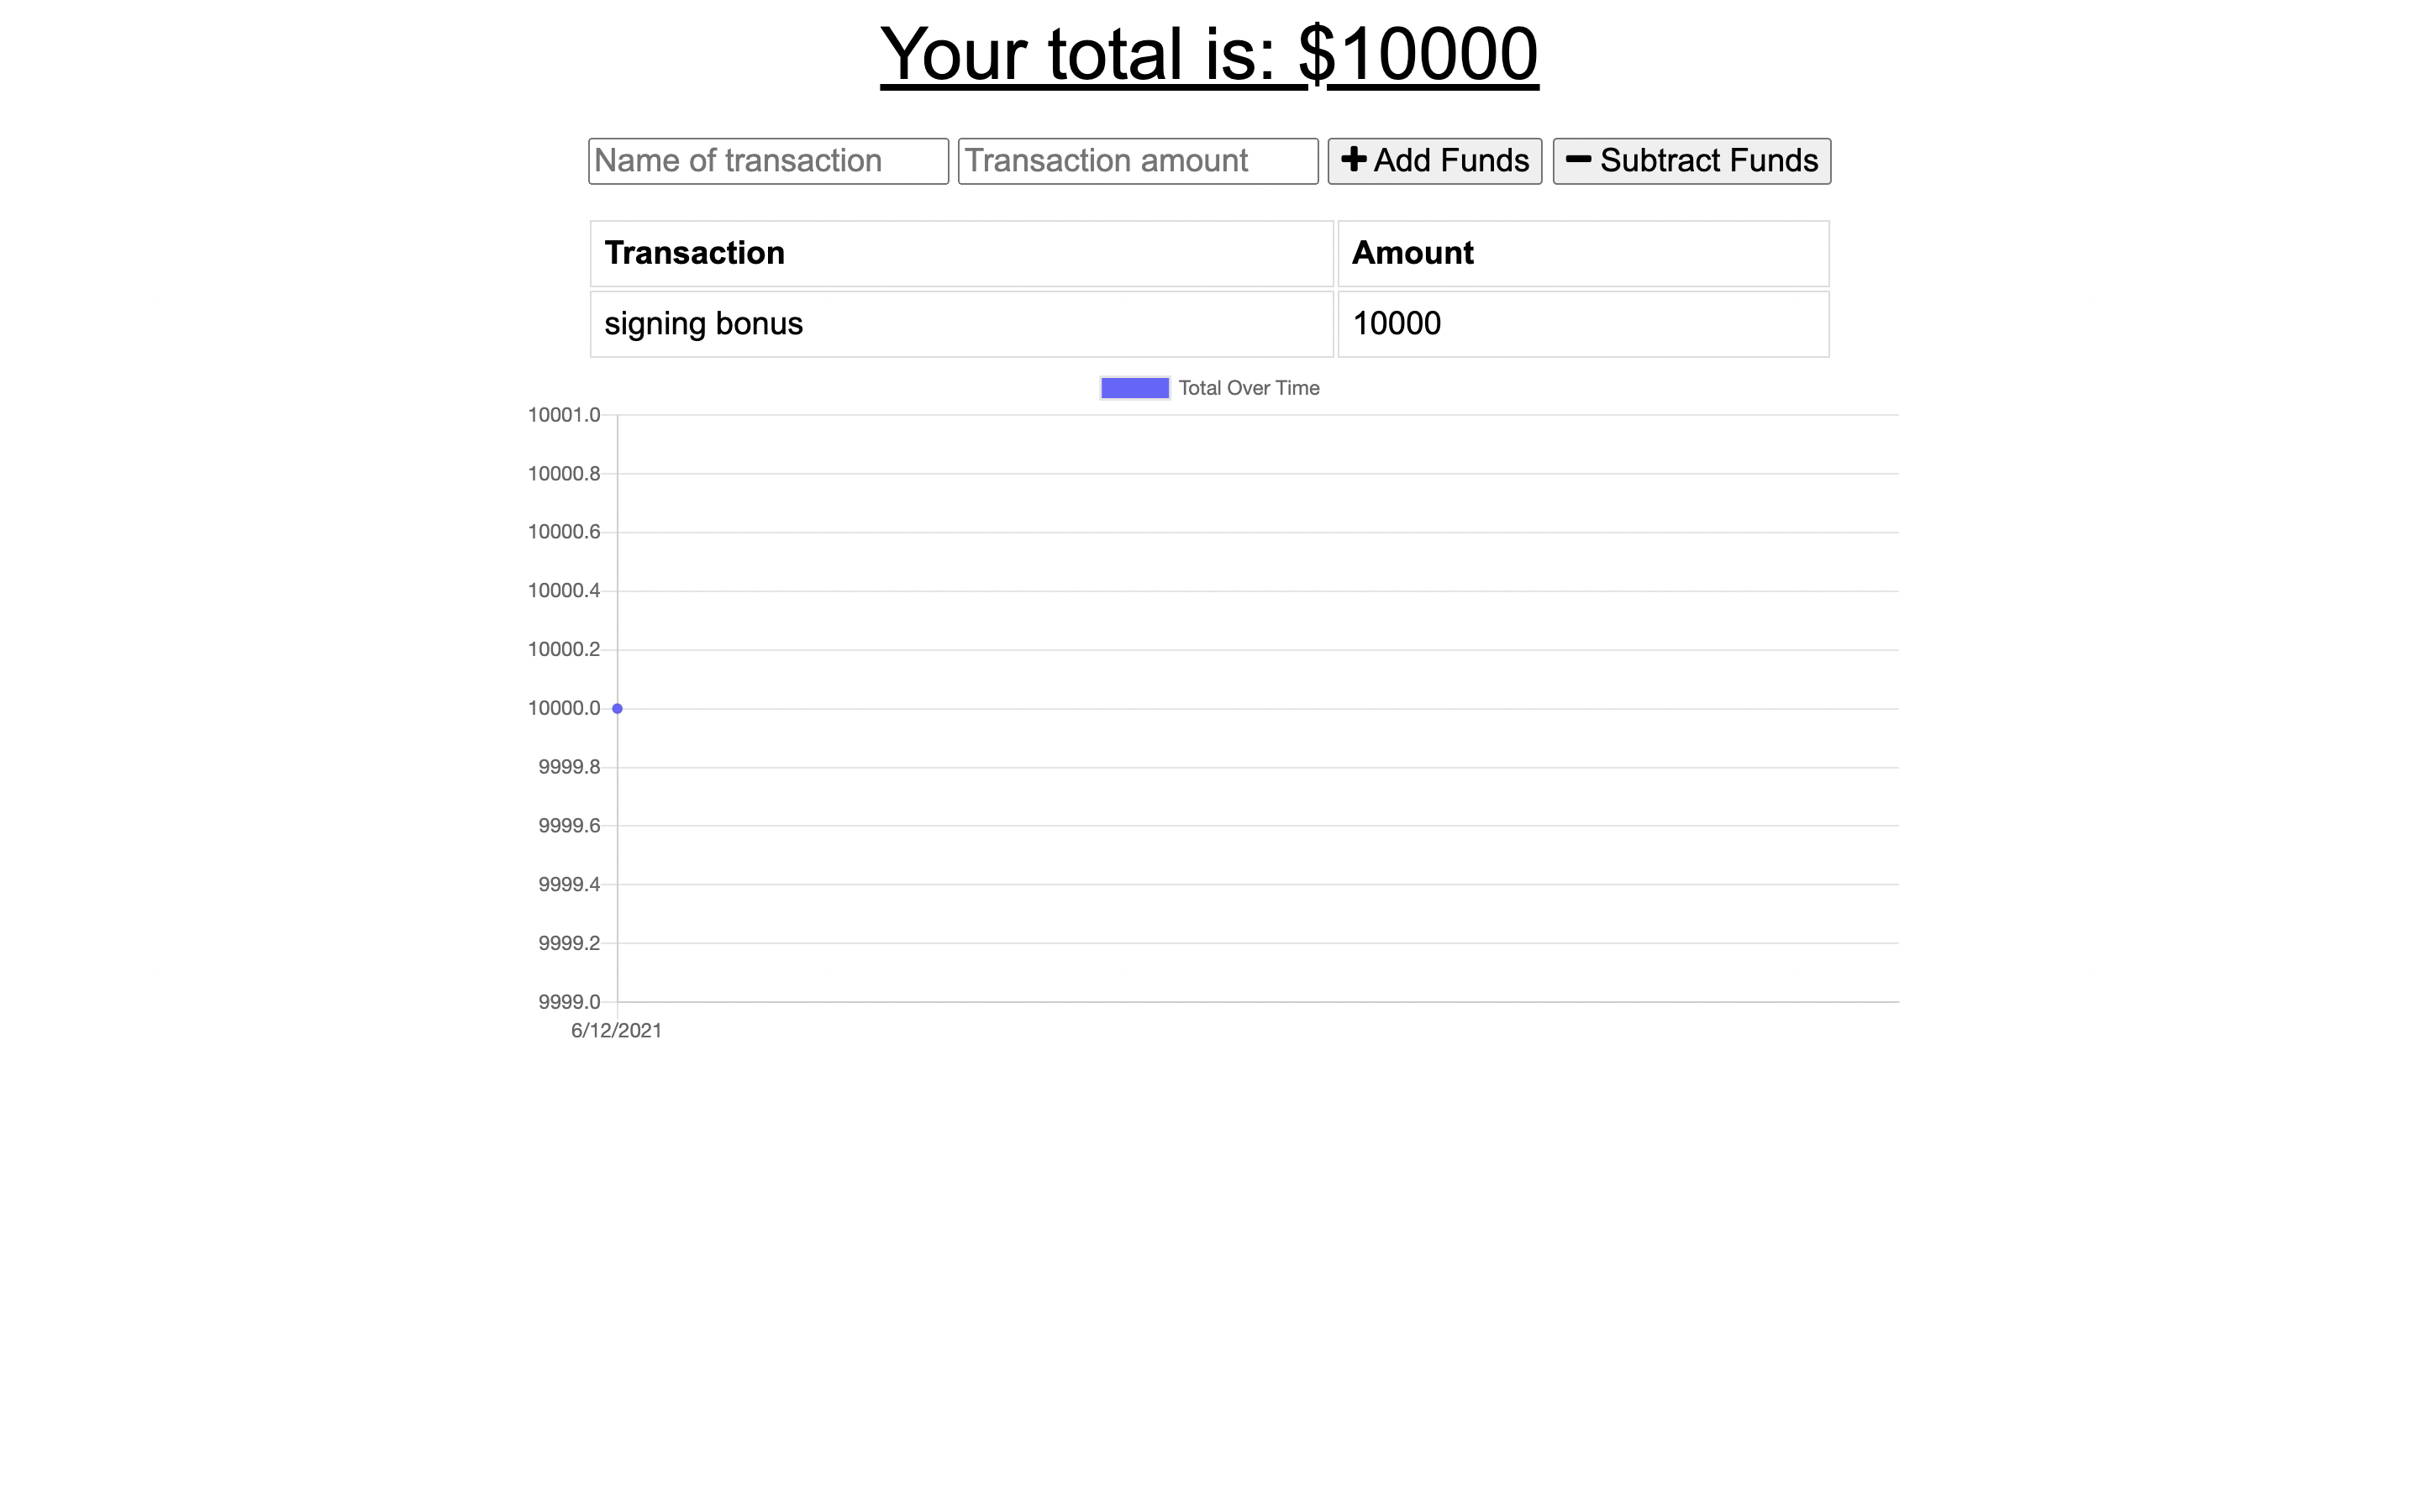 Your total is: $10000
Name of transaction Transaction amount Add Funds Subtract Funds
Transaction Amount
signing bonus 10000
Total Over Time
10001.0
10000.8
10000.6
10000.4
10000.2
10000.0
9999.8
9999.6
9999.4
9999.2
9999.0
6/12/2021